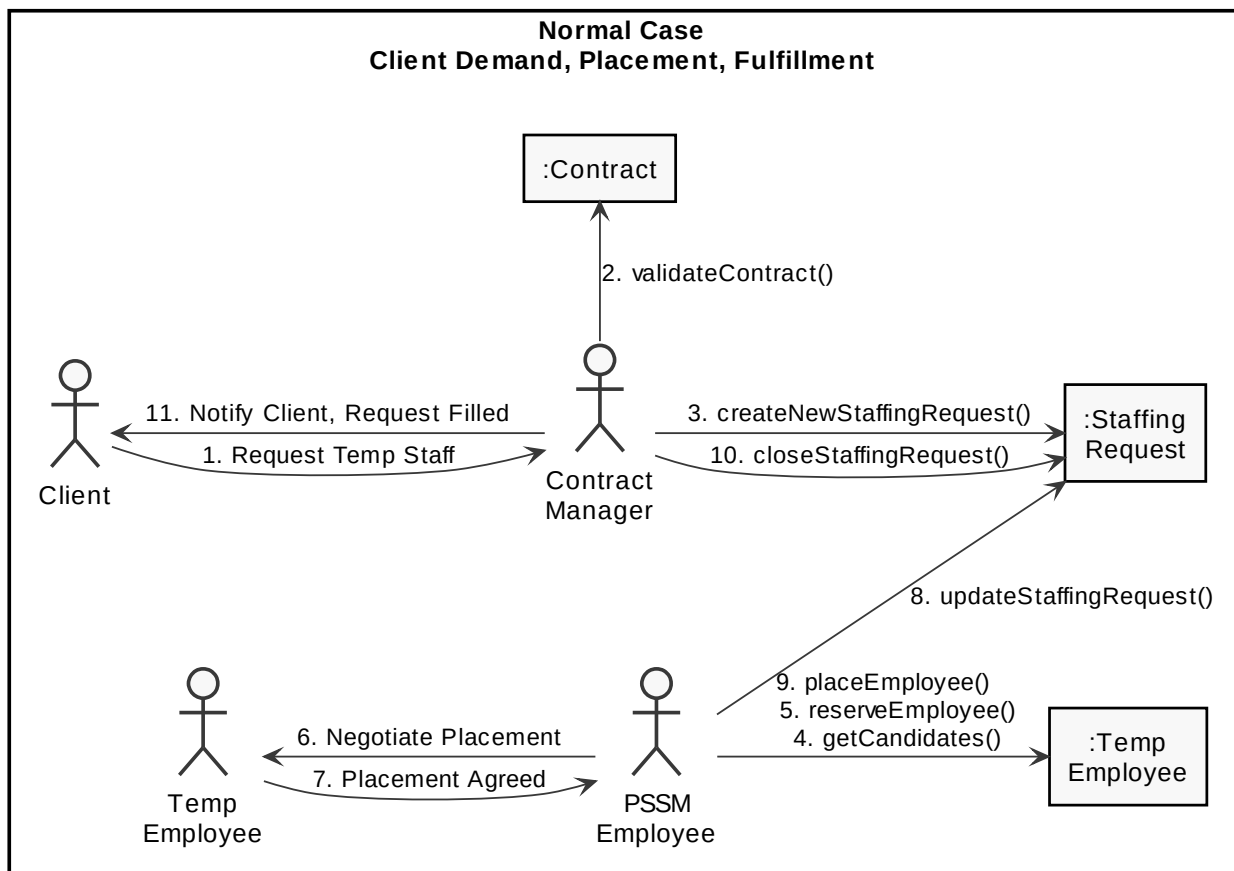 Normal Case
Client Demand, Placement, Fulfillment
:Contract
2. validateContract()
11. Notify Client, Request Filled
1. Request Temp Staff
Client
Contract
Manager
3. createNewStaffingRequest()
10. closeStaffingRequest()
:Staffing
Request
8. updateStaffingRequest()
6. Negotiate Placement
7. Placement Agreed
Temp
Employee
PSSM
Employee
9. placeEmployee()
5. reserveEmployee()
4. getCandidates()
:Temp
Employee